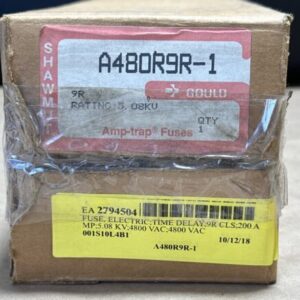 SHAWMUT
A480R9R-1
9R
RATING:5.08KV
GOULD
QTY
1
Amp-trap® Fuses
EA 2794504
FUSE, ELECTRIC;TIME DELAY,9R CLS;200 A
MP;5.08 KV;4800 VAC;4800 VAC
001S10L4B1
10/12/18
A480R9R-1